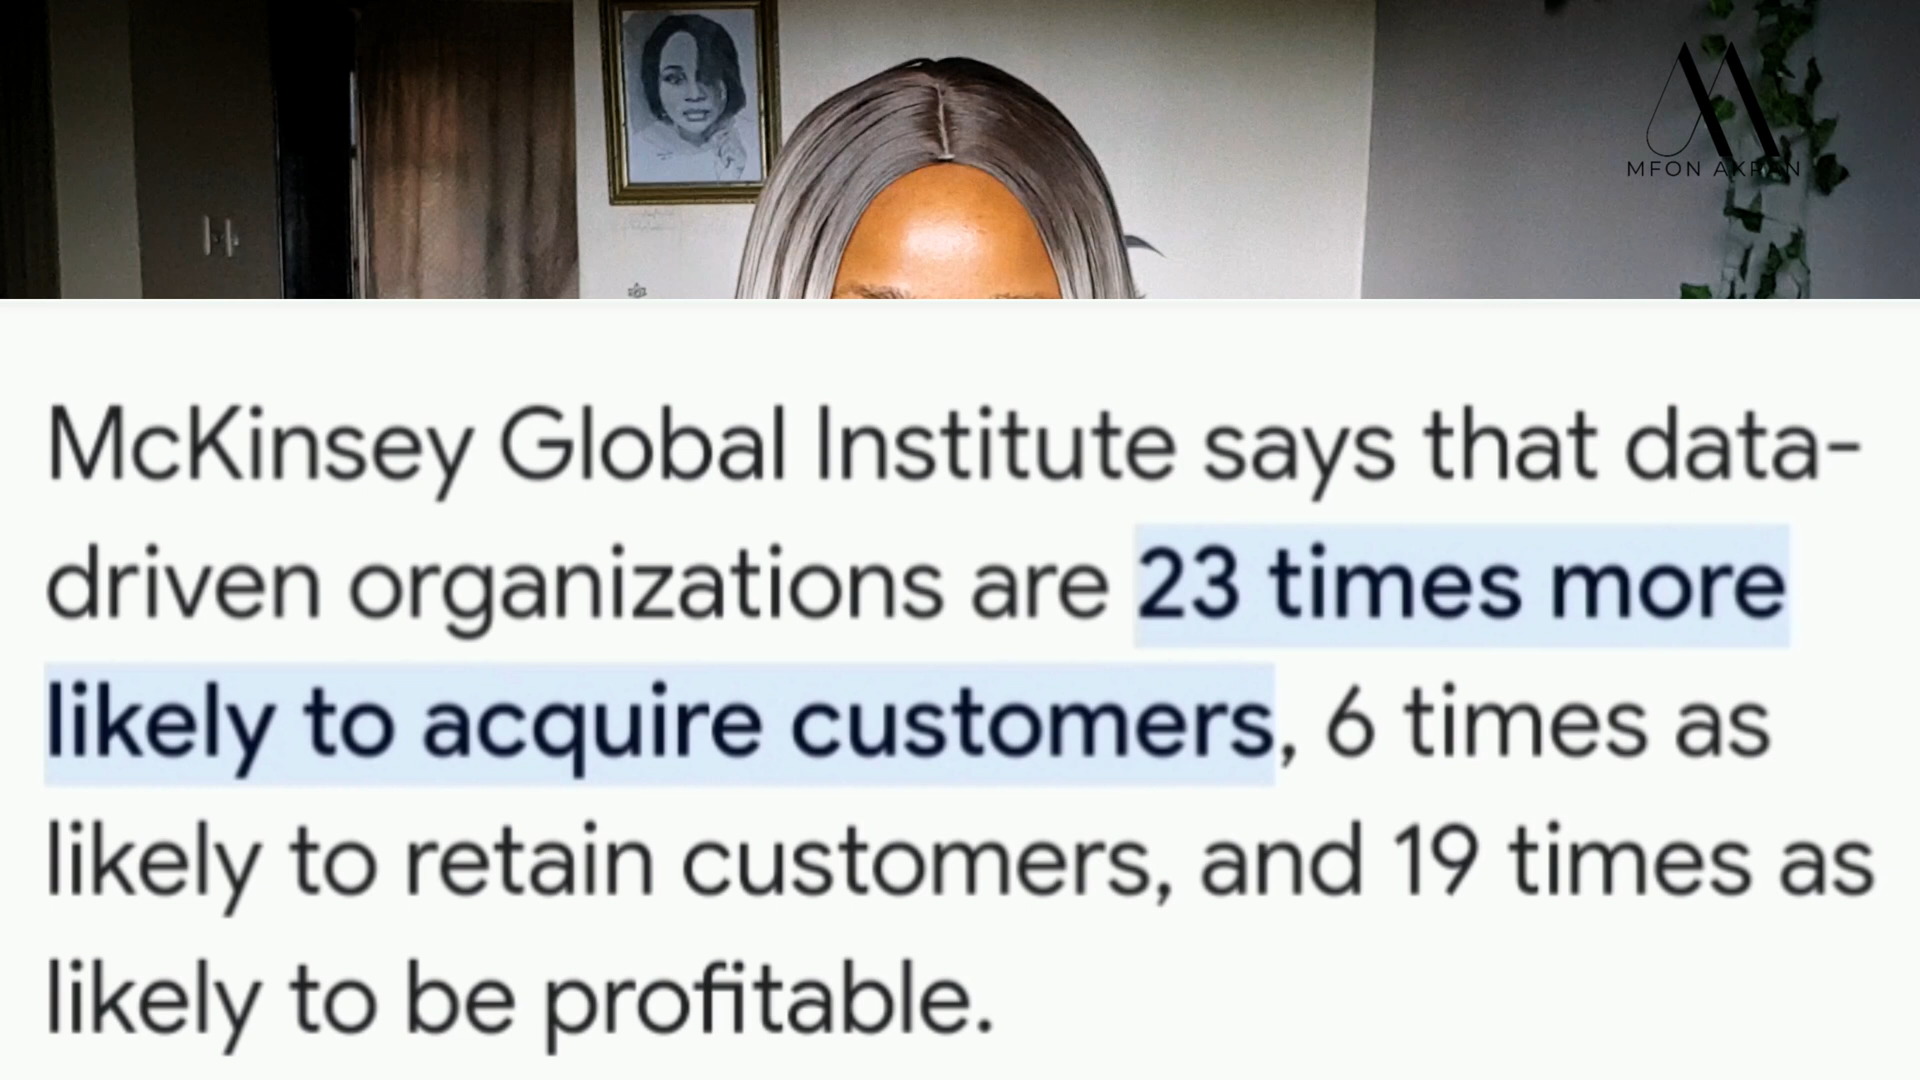 MFON AKPAN
McKinsey Global Institute says that data-
driven organizations are 23 times more
likely to acquire customers, 6 times as
likely to retain customers, and 19 times as
likely to be profitable.